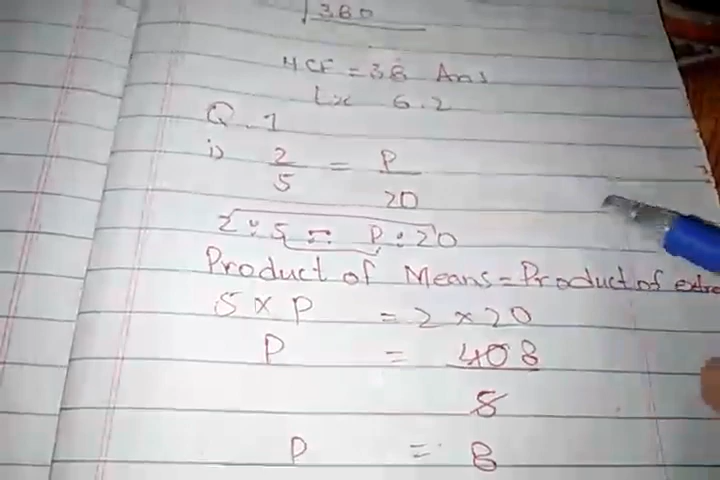 √380
HCF = 38 Ans
Ex 6.2
Q.1
i) 2/5 = P/20
2:5 :: P:20
Product of Means = Product of extre
5 × P = 2 × 20
P = 40 8
5
P = 8